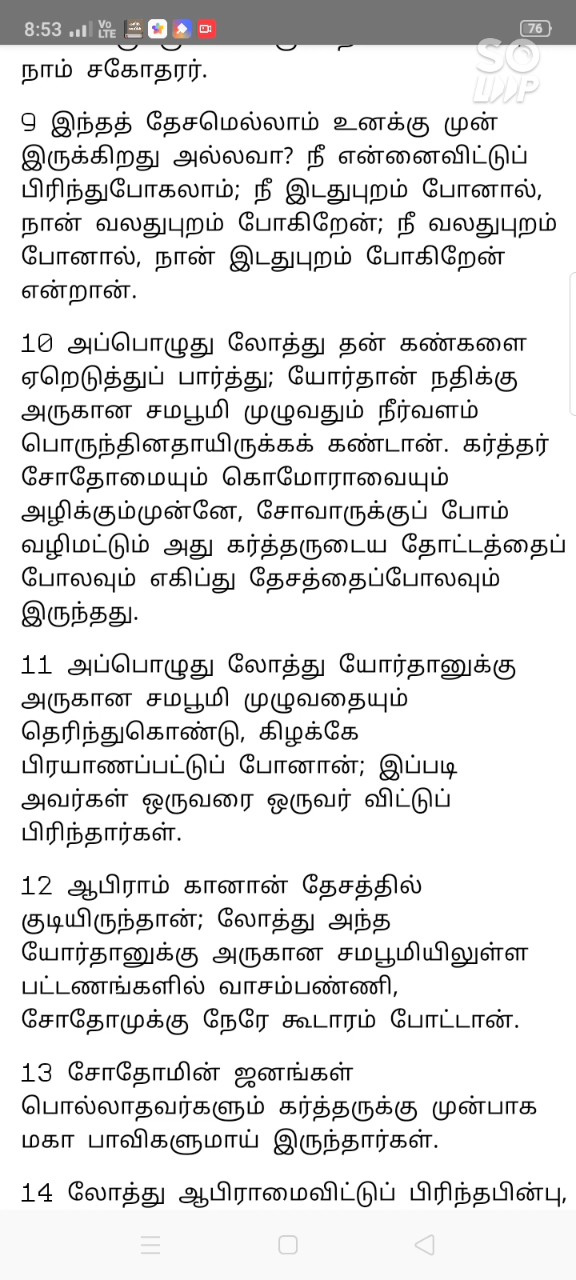 8:53
Vo
LTE
76
SO
LOOP
நாம் சகோதரர்.
9 இந்தத் தேசமெல்லாம் உனக்கு முன்
இருக்கிறது அல்லவா? நீ என்னைவிட்டுப்
பிரிந்துபோகலாம்; நீ இடதுபுறம் போனால்,
நான் வலதுபுறம் போகிறேன்; நீ வலதுபுறம்
போனால், நான் இடதுபுறம் போகிறேன்
என்றான்.
10 அப்பொழுது லோத்து தன் கண்களை
ஏறெடுத்துப் பார்த்து; யோர்தான் நதிக்கு
அருகான சமபூமி முழுவதும் நீர்வளம்
பொருந்தினதாயிருக்கக் கண்டான். கர்த்தர்
சோதோமையும் கொமோராவையும்
அழிக்கும்முன்னே, சோவாருக்குப் போம்
வழிமட்டும் அது கர்த்தருடைய தோட்டத்தைப்
போலவும் எகிப்து தேசத்தைப்போலவும்
இருந்தது.
11 அப்பொழுது லோத்து யோர்தானுக்கு
அருகான சமபூமி முழுவதையும்
தெரிந்துகொண்டு, கிழக்கே
பிரயாணப்பட்டுப் போனான்; இப்படி
அவர்கள் ஒருவரை ஒருவர் விட்டுப்
பிரிந்தார்கள்.
12 ஆபிராம் கானான் தேசத்தில்
குடியிருந்தான்; லோத்து அந்த
யோர்தானுக்கு அருகான சமபூமியிலுள்ள
பட்டணங்களில் வாசம்பண்ணி,
சோதோமுக்கு நேரே கூடாரம் போட்டான்.
13 சோதோமின் ஜனங்கள்
பொல்லாதவர்களும் கர்த்தருக்கு முன்பாக
மகா பாவிகளுமாய் இருந்தார்கள்.
14 லோத்து ஆபிராமைவிட்டுப் பிரிந்தபின்பு,